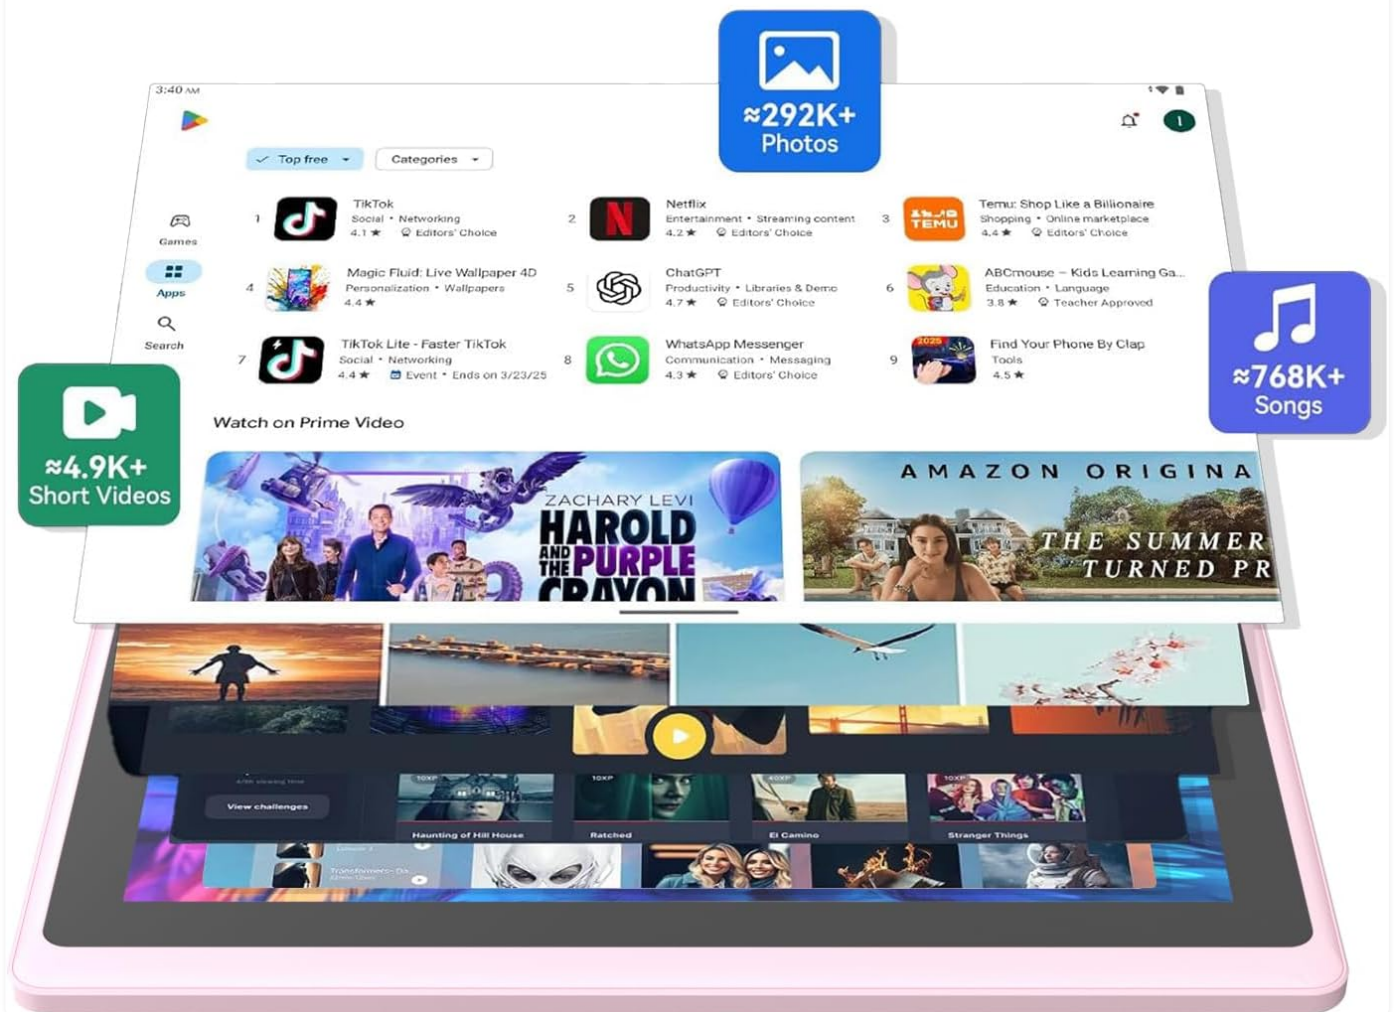 ≈292K+
Photos
3:40 AM
Top free
Categories
Games
Apps
Search
1
TikTok
Social • Networking
4.1 ★ Editors' Choice
2
Netflix
Entertainment • Streaming content
4.2 ★ Editors' Choice
3
TEMU
Temu: Shop Like a Billionaire
Shopping • Online marketplace
4.4 ★ Editors' Choice
4
Magic Fluid: Live Wallpaper 4D
Personalization • Wallpapers
4.4 ★
5
ChatGPT
Productivity • Libraries & Demo
4.7 ★ Editors' Choice
6
ABCmouse – Kids Learning Ga...
Education • Language
3.8 ★ Teacher Approved
7
TikTok Lite - Faster TikTok
Social • Networking
4.4 ★ Event • Ends on 3/23/25
8
WhatsApp Messenger
Communication • Messaging
4.3 ★ Editors' Choice
9
2025
Find Your Phone By Clap
Tools
4.5 ★
≈768K+
Songs
≈4.9K+
Short Videos
Watch on Prime Video
ZACHARY LEVI
HAROLD
AND THE PURPLE
CRAYON
AMAZON ORIGINA
THE SUMMER
TURNED PR
View challenges
10XP
Haunting of Hill House
10XP
Ratched
40XP
El Camino
10XP
Stranger Things